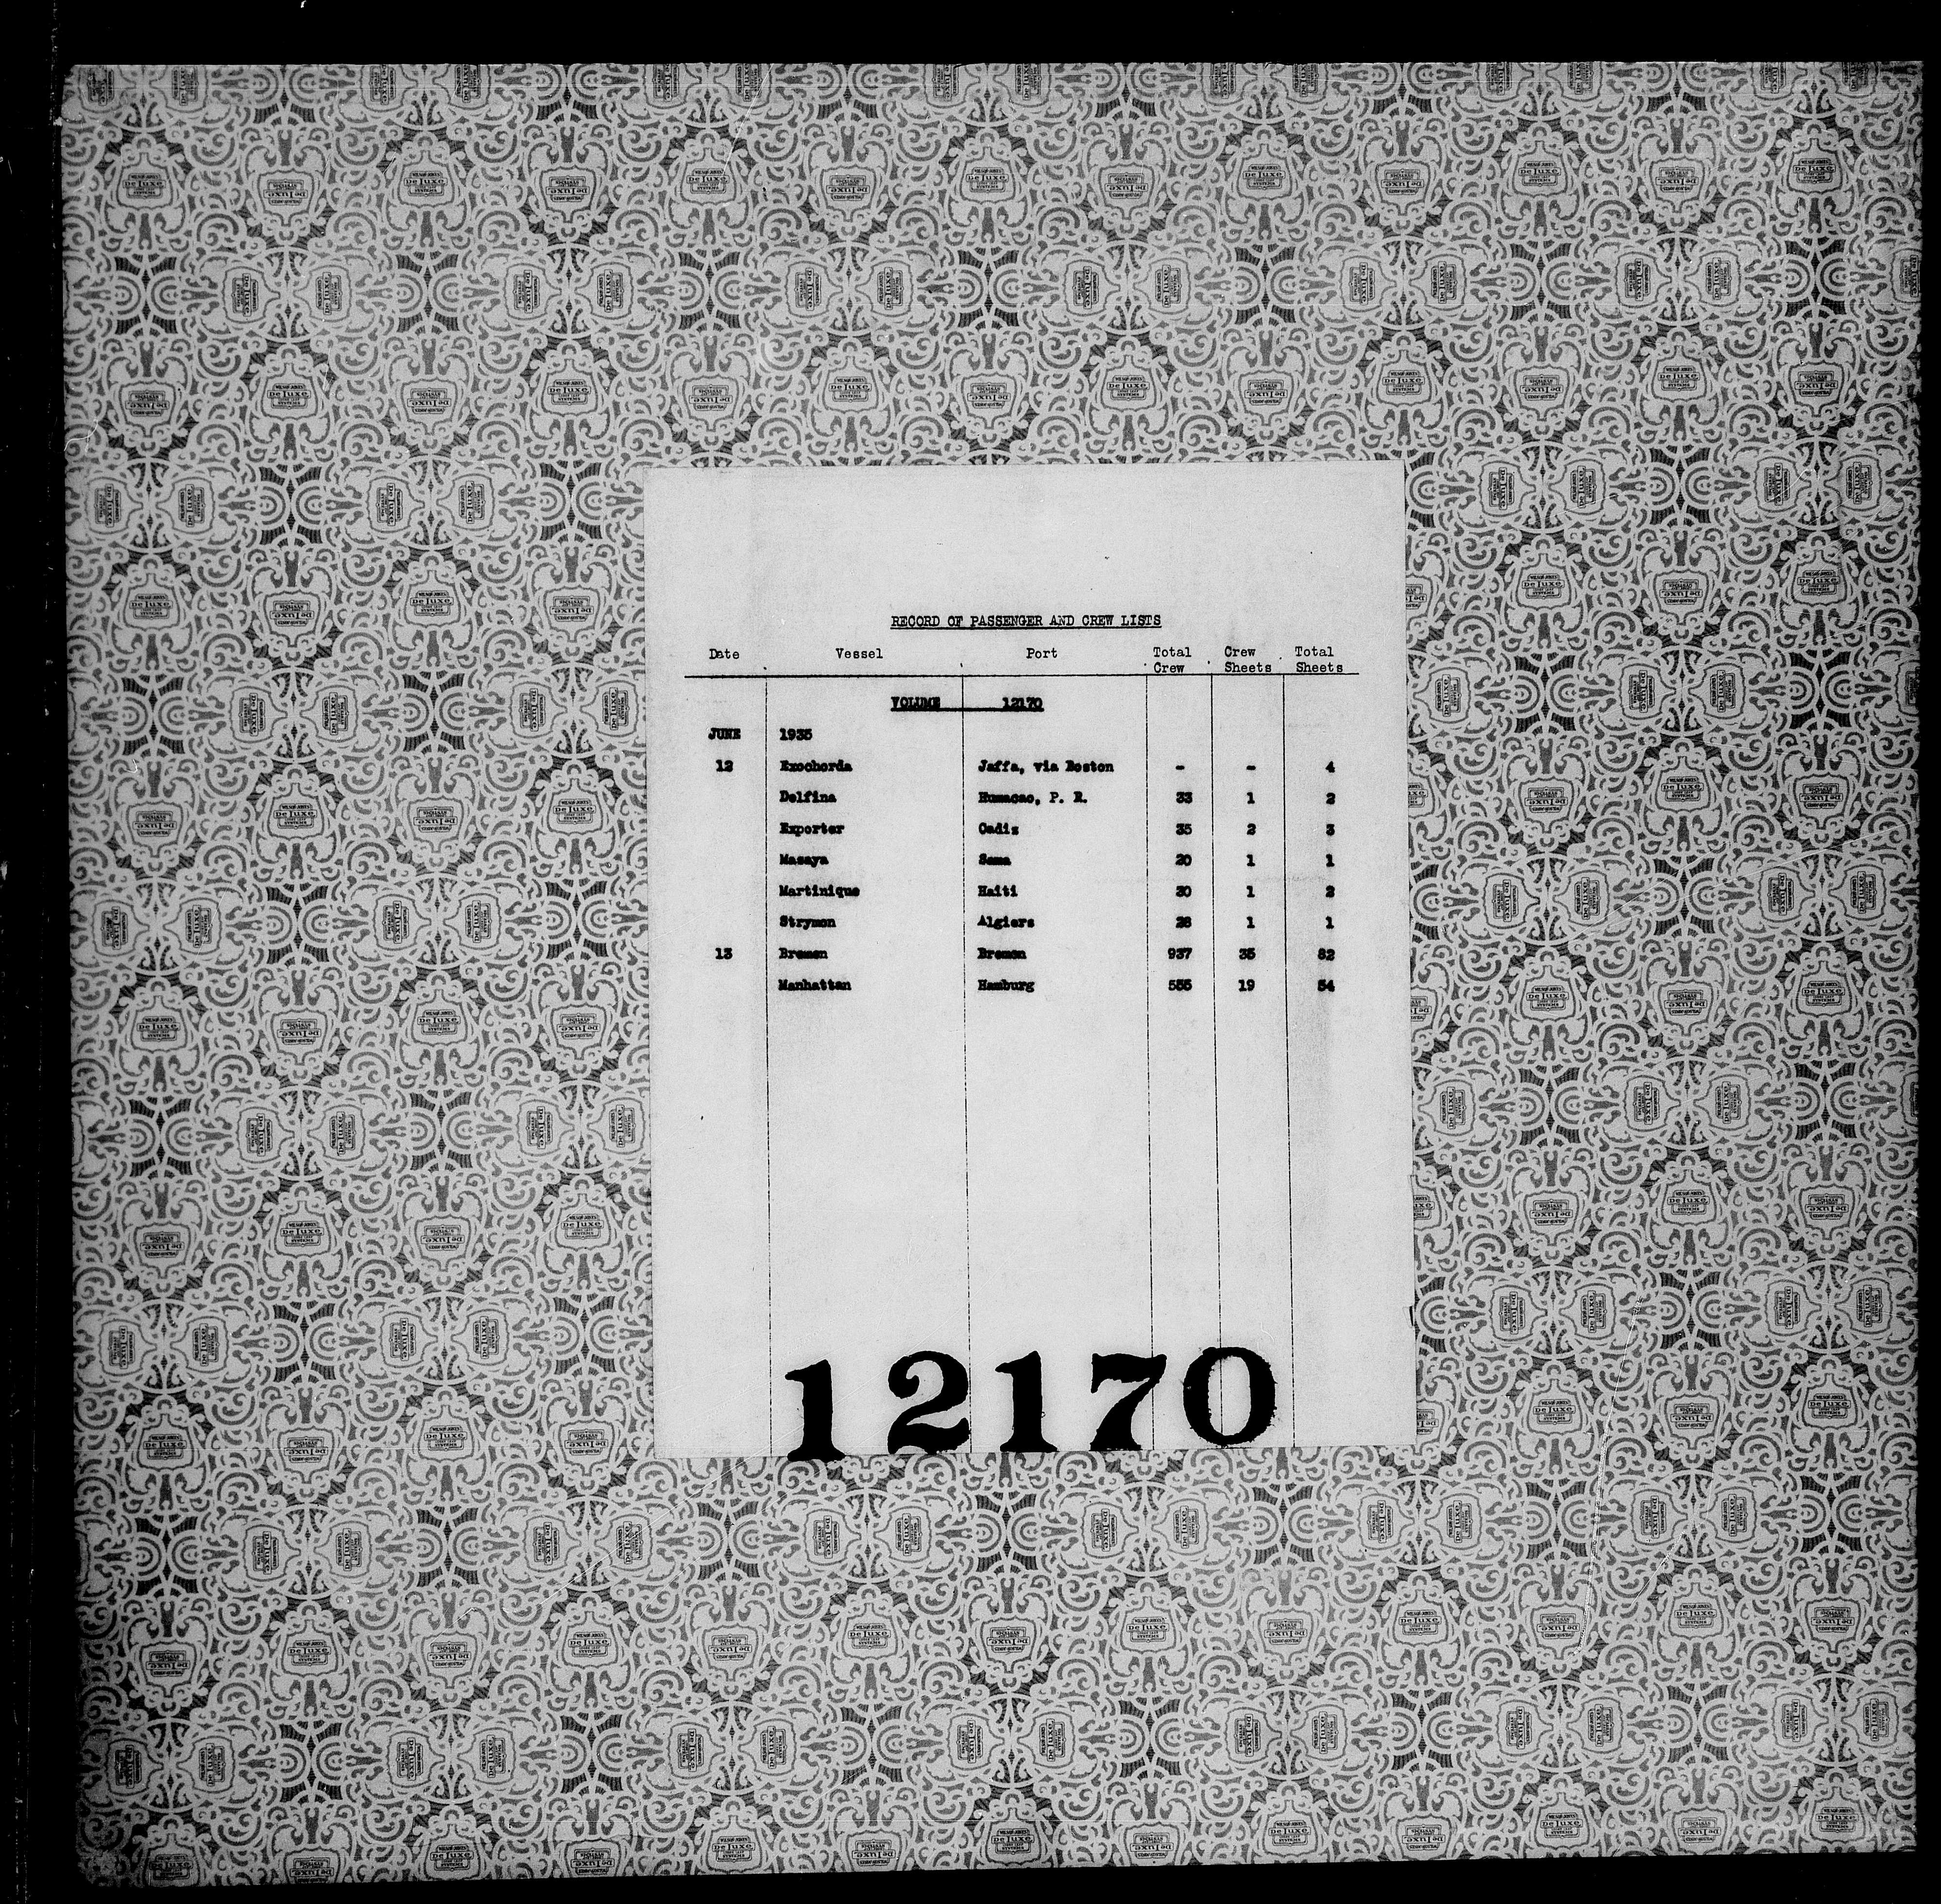 RECORD OF PASSENGER AND CREW LISTS
Date Vessel Port Total Crew Crew Sheets Total Sheets
VOLUME 12170
JUNE 1935
12 Exochorda Jaffa, via Boston - - 4
Delfina Humacao, P. R. 33 1 2
Exporter Cadiz 35 2 3
Masaya Sama 20 1 1
Martinique Haiti 30 1 2
Strymon Algiers 28 1 1
13 Bremen Bremen 937 35 82
Manhattan Hamburg 555 19 54
12170